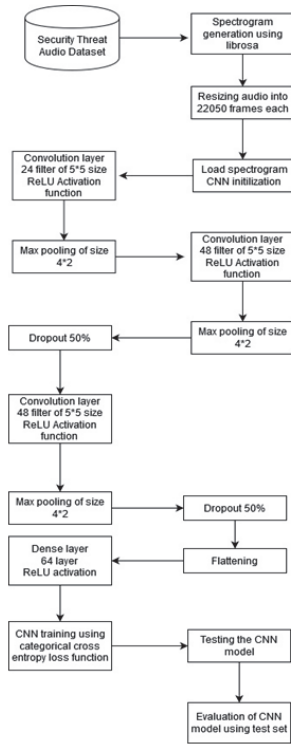 Security Threat
Audio Dataset
Spectrogram
generation using
librosa
Resizing audio into
22050 frames each
Load spectrogram
CNN initilization
Convolution layer
24 filter of 5*5 size
ReLU Activation
function
Max pooling of size
4*2
Convolution layer
48 filter of 5*5 size
ReLU Activation
function
Max pooling of size
4*2
Dropout 50%
Convolution layer
48 filter of 5*5 size
ReLU Activation
function
Max pooling of size
4*2
Dropout 50%
Flattening
Dense layer
64 layer
ReLU activation
CNN training using
categorical cross
entropy loss function
Testing the CNN
model
Evaluation of CNN
model using test set